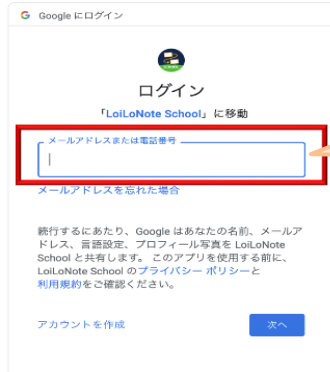 Google にログイン
ログイン
「LoiLoNote School」に移動
メールアドレスまたは電話番号
メールアドレスを忘れた場合
続行するにあたり、Google はあなたの名前、メールア
ドレス、言語設定、プロフィール写真を LoiLoNote
School と共有します。このアプリを使用する前に、
LoiLoNote School のプライバシー ポリシーと
利用規約をご確認ください。
アカウントを作成
次へ